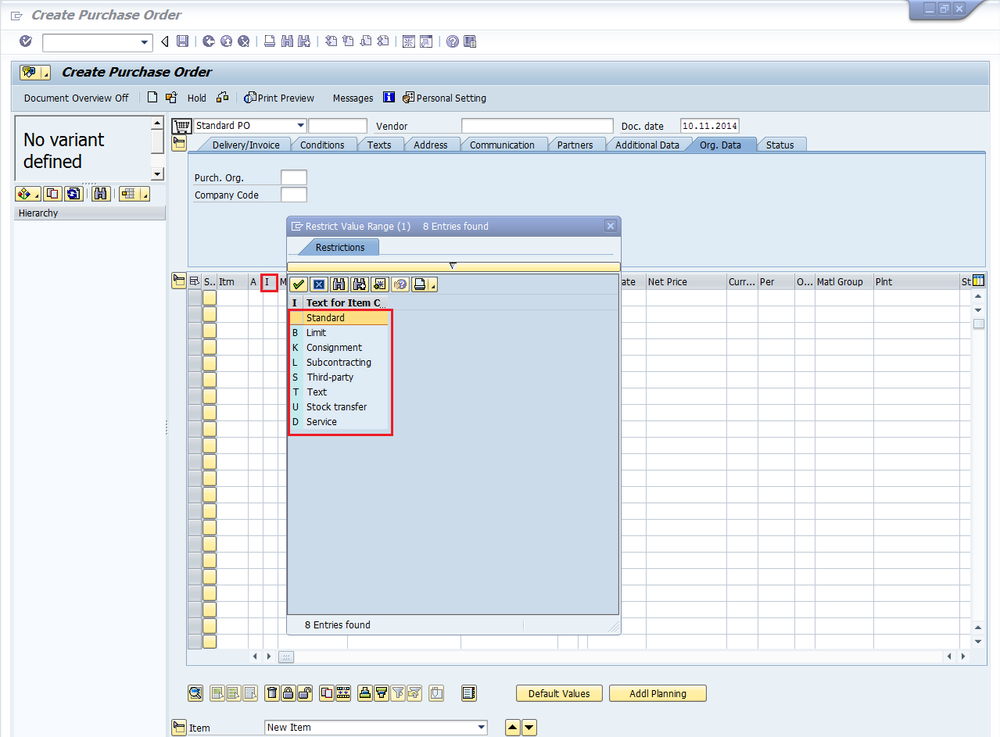 Create Purchase Order
Create Purchase Order
Document Overview Off Hold Print Preview Messages Personal Setting
No variant
defined
Standard PO Vendor Doc. date 10.11.2014
Delivery/Invoice Conditions Texts Address Communication Partners Additional Data Org. Data Status
Purch. Org.
Company Code
Hierarchy
Restrict Value Range (1) 8 Entries found
Restrictions
S.. Itm A I M ate Net Price Curr... Per O... Matl Group Plnt St
I Text for Item C...
Standard
B Limit
K Consignment
L Subcontracting
S Third-party
T Text
U Stock transfer
D Service
8 Entries found
Default Values Addl Planning
Item New Item